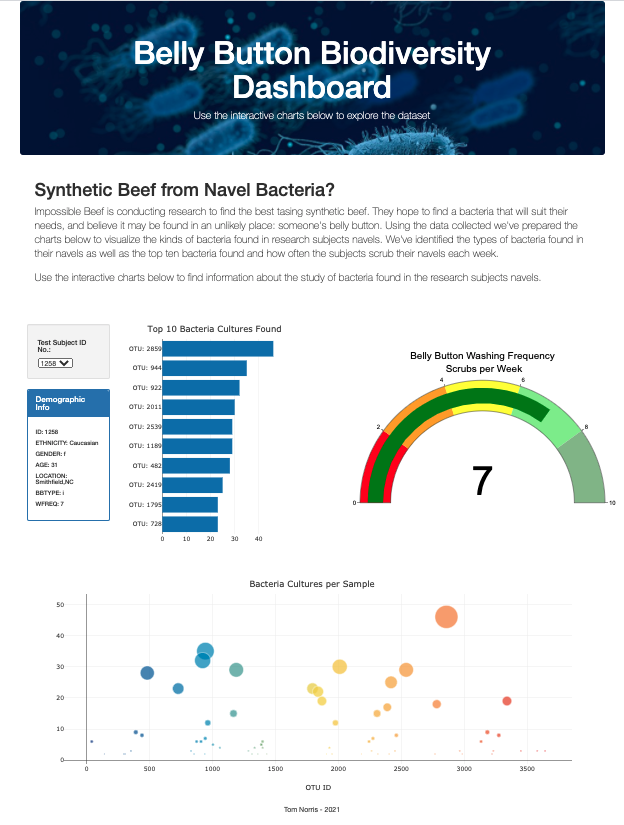 Belly Button Biodiversity
Dashboard
Use the interactive charts below to explore the dataset
Synthetic Beef from Navel Bacteria?
Impossible Beef is conducting research to find the best tasing synthetic beef. They hope to find a bacteria that will suit their
needs, and believe it may be found in an unlikely place: someone's belly button. Using the data collected we've prepared the
charts below to visualize the kinds of bacteria found in research subjects navels. We've identified the types of bacteria found in
their navels as well as the top ten bacteria found and how often the subjects scrub their navels each week.
Use the interactive charts below to find information about the study of bacteria found in the research subjects navels.
Test Subject ID
No.:
1258
Demographic
Info
ID: 1258
ETHNICITY: Caucasian
GENDER: f
AGE: 31
LOCATION:
Smithfield,NC
BBTYPE: i
WFREQ: 7
Top 10 Bacteria Cultures Found
OTU: 2859
OTU: 944
OTU: 922
OTU: 2011
OTU: 2539
OTU: 1189
OTU: 482
OTU: 2419
OTU: 1795
OTU: 728
0 10 20 30 40
Belly Button Washing Frequency
Scrubs per Week
0 2 4 6 8 10
7
Bacteria Cultures per Sample
50
40
30
20
10
0
0 500 1000 1500 2000 2500 3000 3500
OTU ID
Tom Norris - 2021